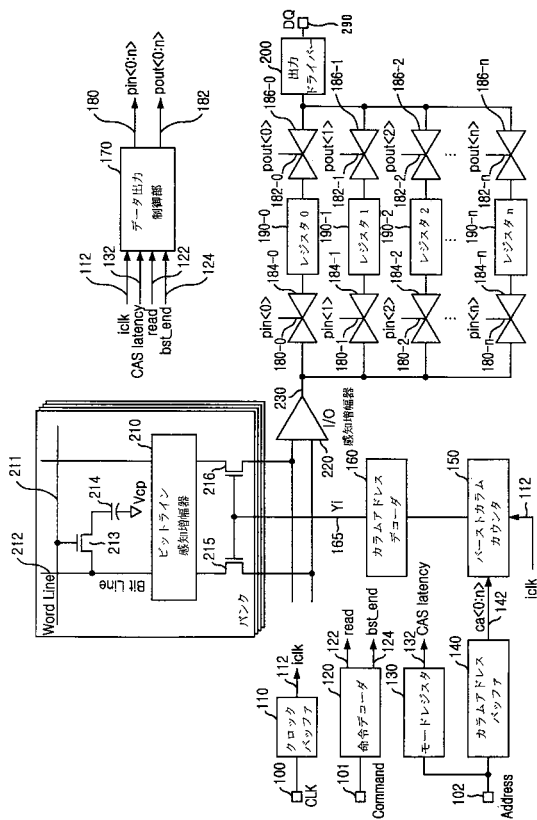 100
CLK
110
クロック
バッファ
112
iclk
101
Command
120
命令デコーダ
122
read
bst_end
124
102
Address
130
モードレジスタ
132
CAS latency
140
カラムアドレス
バッファ
ca<0:n>
142
150
バーストカラム
カウンタ
112
iclk
160
カラムアドレス
デコーダ
165
Yi
212
211
Word Line
213
214
Vcp
Bit Line
210
ビットライン
感知増幅器
215
216
バンク
220
I/O
感知増幅器
230
112
132
122
124
iclk
CAS latency
read
bst_end
170
データ出力
制御部
180
pin<0:n>
pout<0:n>
182
pin<0>
180-0
184-0
190-0
レジスタ 0
182-0
pout<0>
186-0
pin<1>
180-1
184-1
190-1
レジスタ 1
182-1
pout<1>
186-1
pin<2>
180-2
184-2
190-2
レジスタ 2
182-2
pout<2>
186-2
...
...
...
pin<n>
180-n
184-n
190-n
レジスタ n
182-n
pout<n>
186-n
200
出力
ドライバー
DQ
290